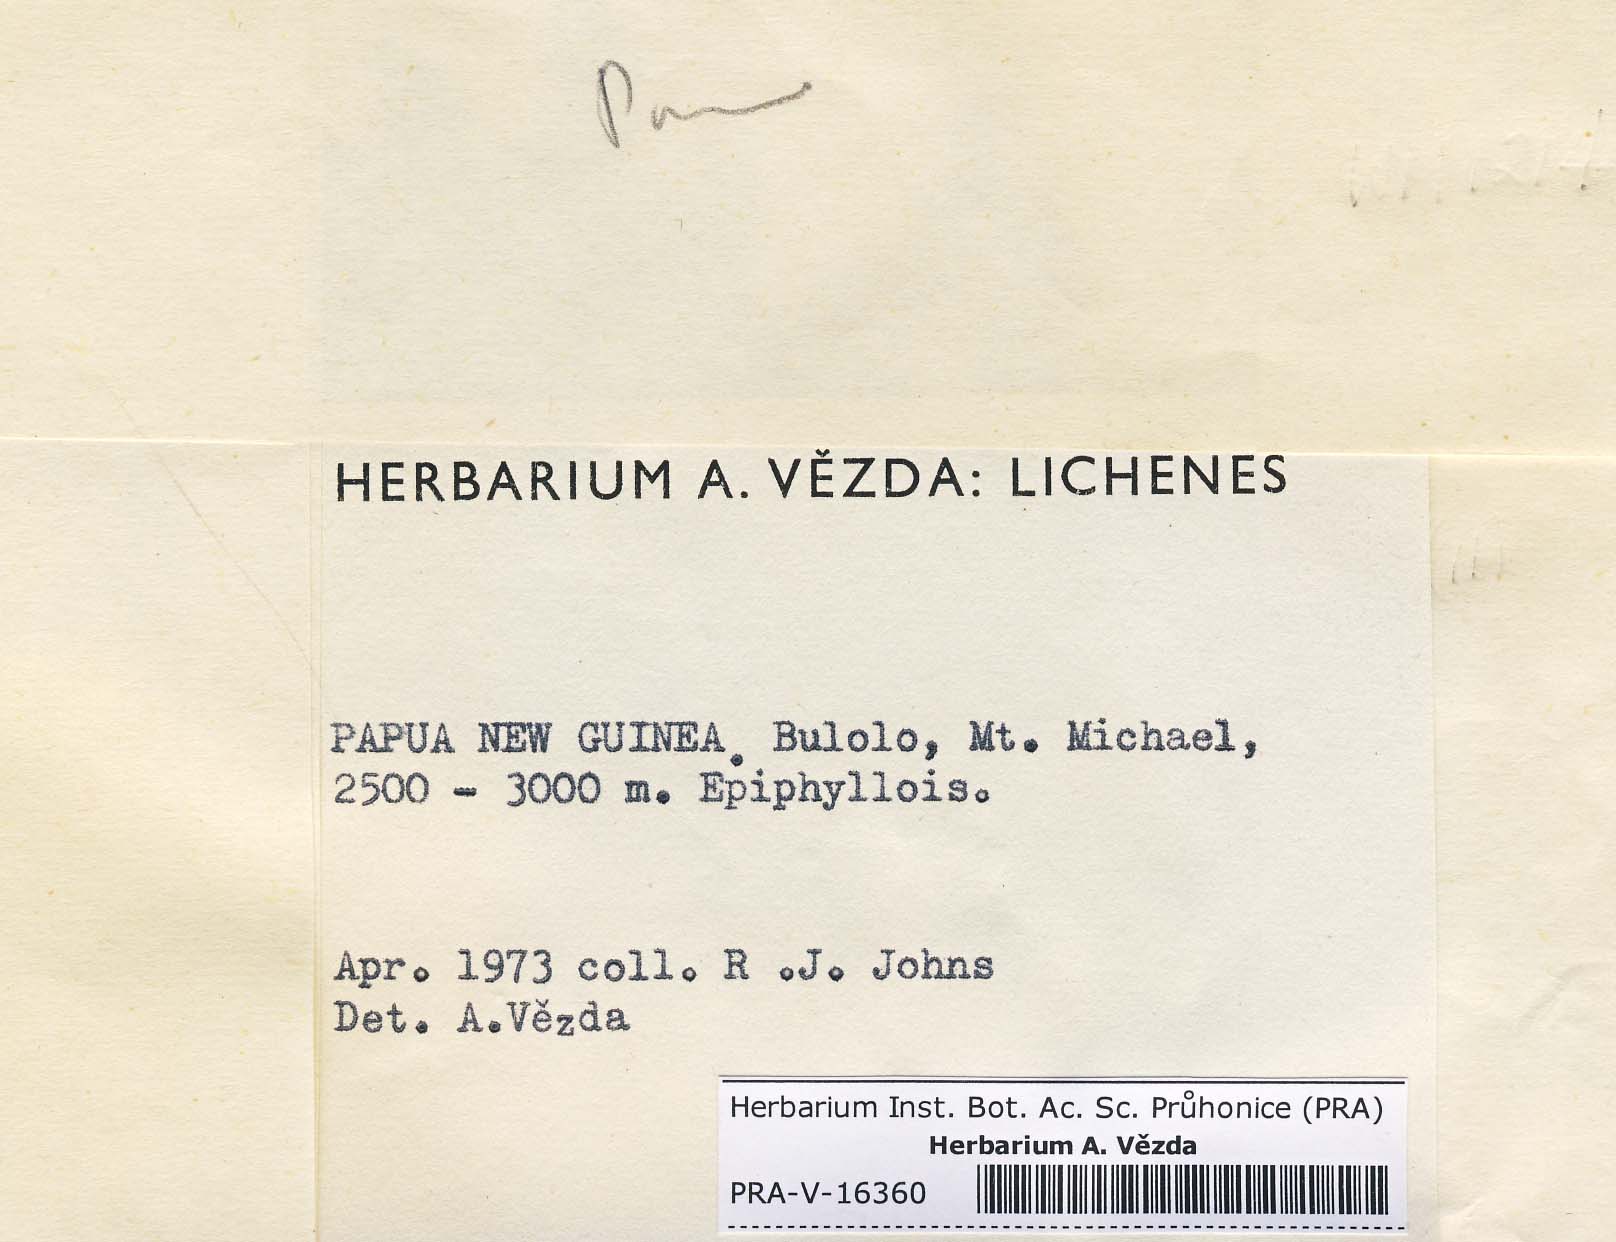 HERBARIUM A. VĚZDA: LICHENES
PAPUA NEW GUINEA. Bulolo, Mt. Michael,
2500 - 3000 m. Epiphyllois.
Apr. 1973 coll. R .J. Johns
Det. A.Vězda
Herbarium Inst. Bot. Ac. Sc. Průhonice (PRA)
Herbarium A. Vězda
PRA-V-16360